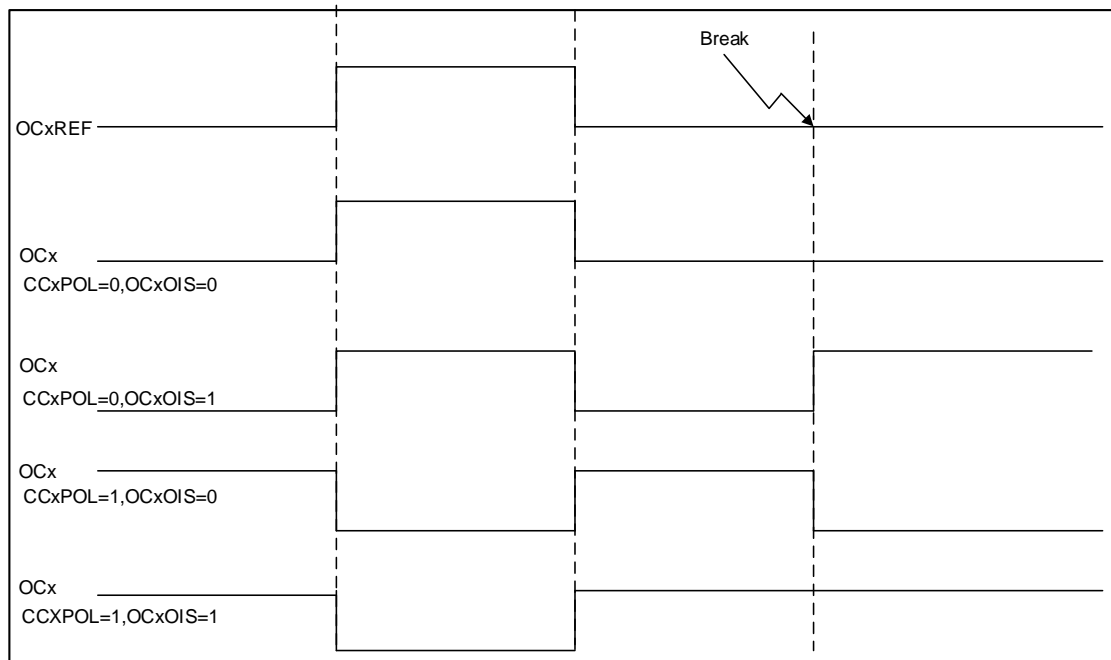 Break
OCxREF
OCx
CCxPOL=0,OCxOIS=0
OCx
CCxPOL=0,OCxOIS=1
OCx
CCxPOL=1,OCxOIS=0
OCx
CCXPOL=1,OCxOIS=1